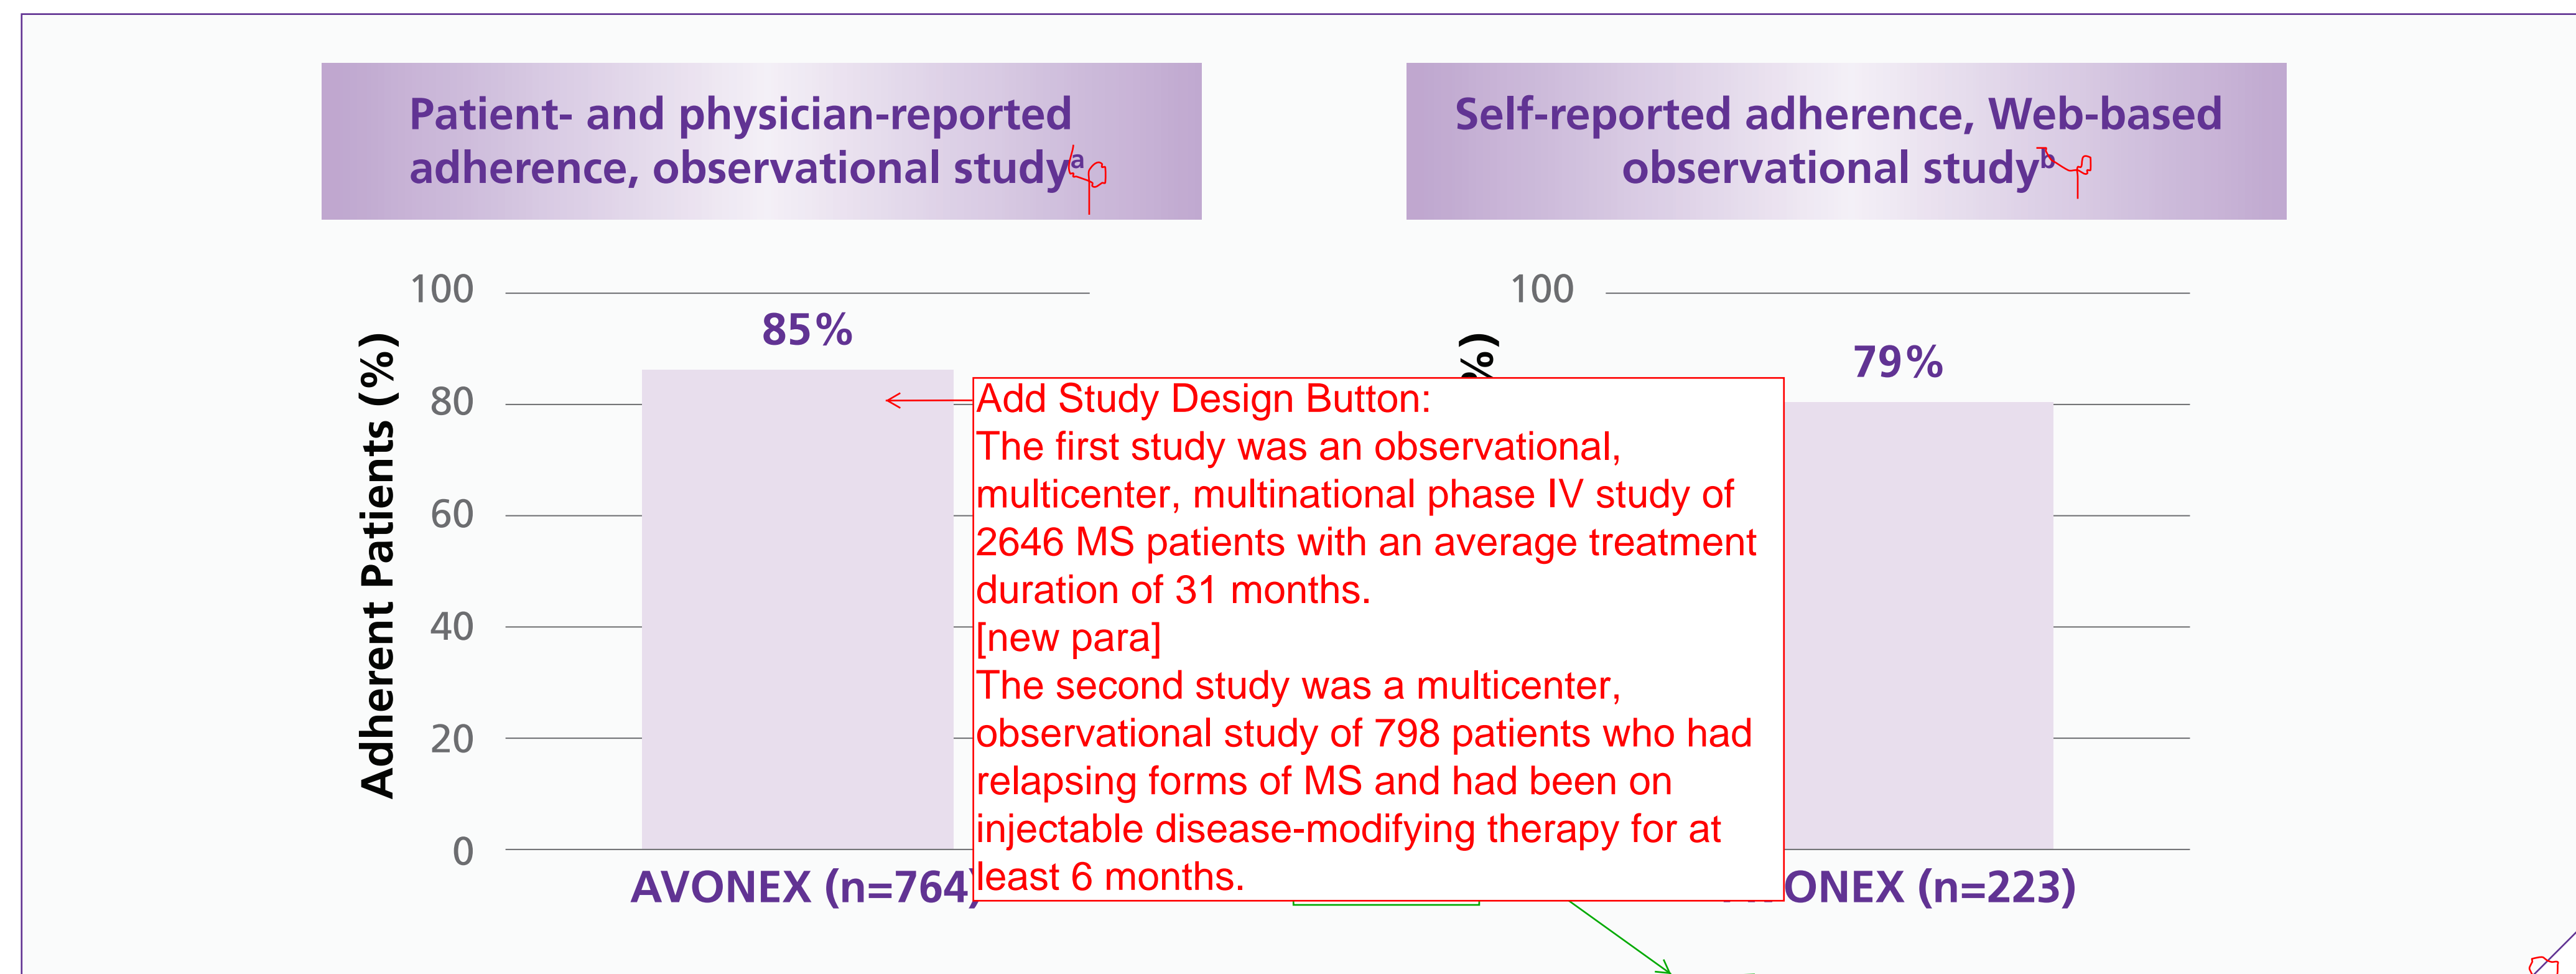 Patient- and physician-reported
adherence, observational studyᵃ
Self-reported adherence, Web-based
observational studyᵇ
Adherent Patients (%)
100
80
60
40
20
0
85%
AVONEX (n=764)
Add Study Design Button:
The first study was an observational,
multicenter, multinational phase IV study of
2646 MS patients with an average treatment
duration of 31 months.
[new para]
The second study was a multicenter,
observational study of 798 patients who had
relapsing forms of MS and had been on
injectable disease-modifying therapy for at
least 6 months.
%)
100
79%
ONEX (n=223)